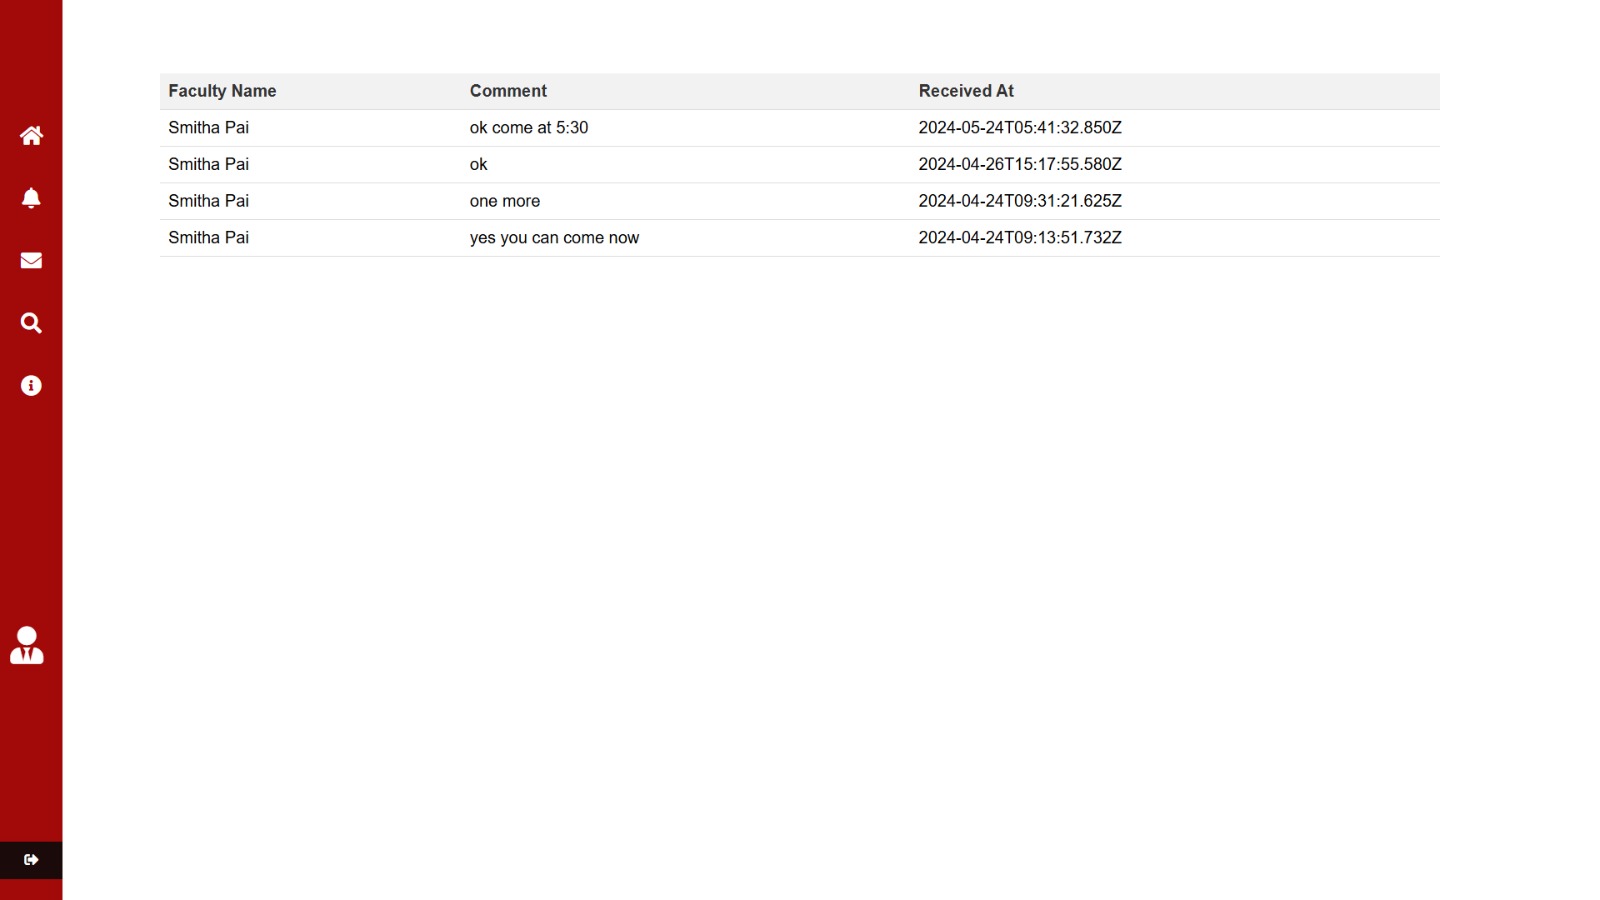 Faculty Name Comment Received At
Smitha Pai ok come at 5:30 2024-05-24T05:41:32.850Z
Smitha Pai ok 2024-04-26T15:17:55.580Z
Smitha Pai one more 2024-04-24T09:31:21.625Z
Smitha Pai yes you can come now 2024-04-24T09:13:51.732Z